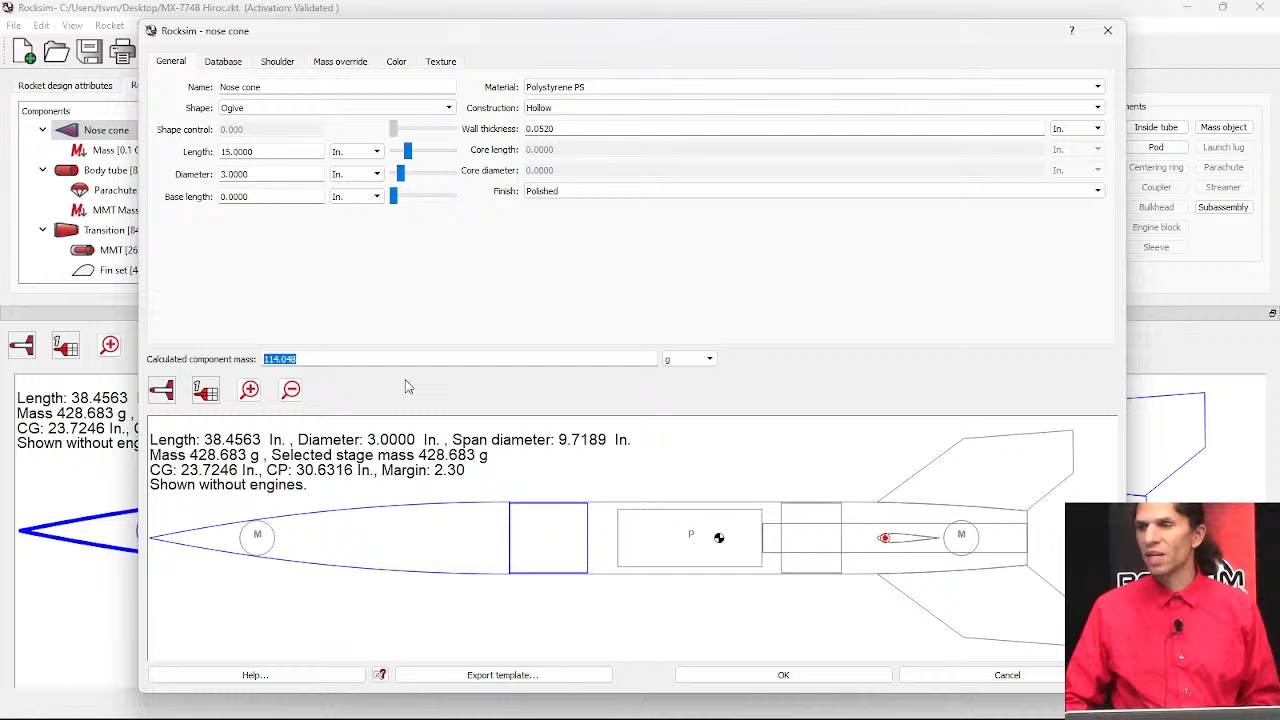 Rocksim- C:/Users/tsvm/Desktop/MX-774B Hiroc.rkt (Activation: Validated )
File Edit View Rocket
Rocksim - nose cone
?
Rocket design attributes
General Database Shoulder Mass override Color Texture
Components
Name: Nose cone
Material: Polystyrene PS
Shape: Ogive
Construction: Hollow
Shape control: 0.000
Wall thickness: 0.0520 In.
Length: 15.0000 In.
Core length: 0.0000 In.
Diameter: 3.0000 In.
Core diameter: 0.0000 In.
Base length: 0.0000 In.
Finish: Polished
Nose cone
Mass [0.1
Body tube [8
Parachute
MMT Mas
Transition [84
MMT [26
Fin set [4
nents
Inside tube Mass object
Pod Launch lug
Centering ring Parachute
Coupler Streamer
Bulkhead Subassembly
Engine block
Sleeve
Calculated component mass: 114.048 g
Length: 38.4563
Mass 428.683 g ,
CG: 23.7246 In.,
Shown without eng
Length: 38.4563 In. , Diameter: 3.0000 In. , Span diameter: 9.7189 In.
Mass 428.683 g , Selected stage mass 428.683 g
CG: 23.7246 In., CP: 30.6316 In., Margin: 2.30
Shown without engines.
M
P
M
Help...
?
Export template...
OK
Cancel